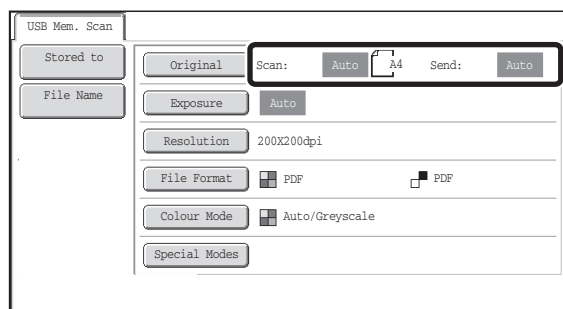 USB Mem. Scan
Stored to
Original Scan: Auto A4 Send: Auto
File Name
Exposure Auto
Resolution 200X200dpi
File Format PDF PDF
Colour Mode Auto/Greyscale
Special Modes